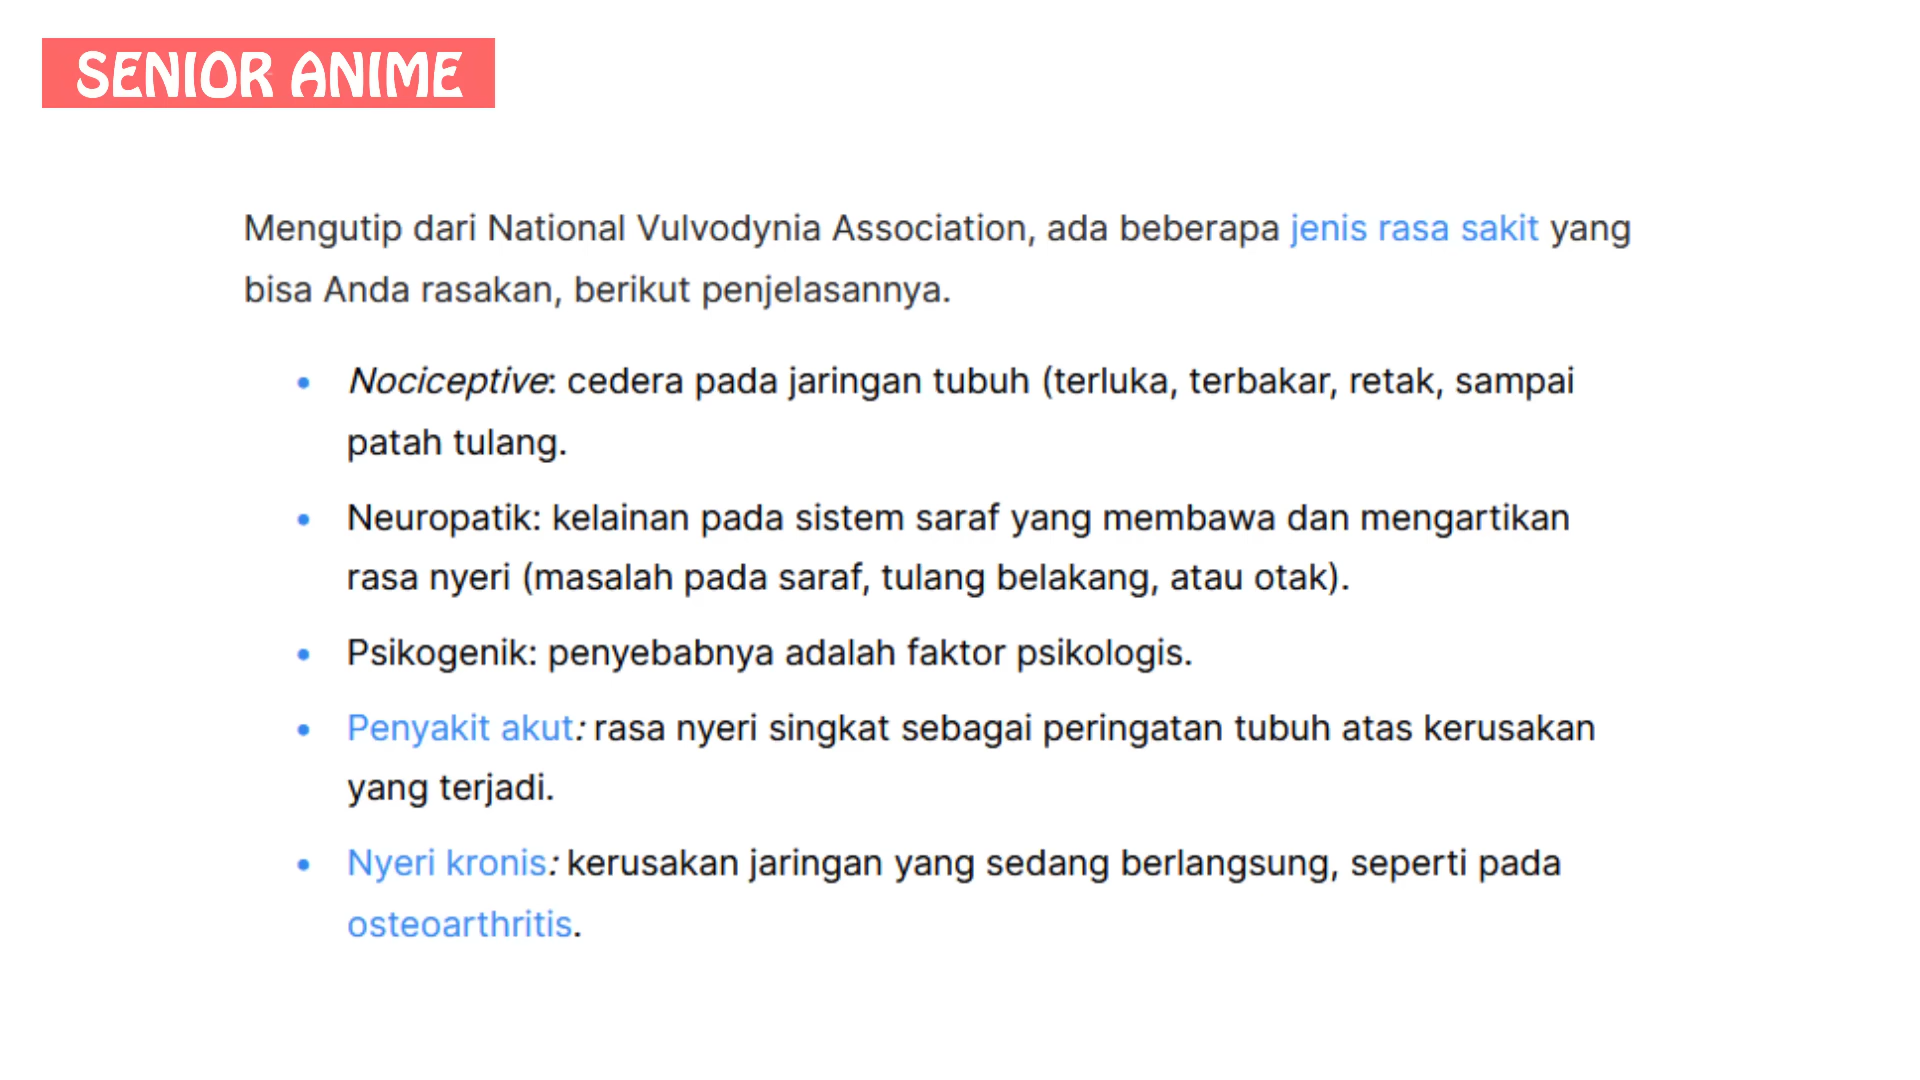 SENIOR ANIME
Mengutip dari National Vulvodynia Association, ada beberapa jenis rasa sakit yang
bisa Anda rasakan, berikut penjelasannya.
• Nociceptive: cedera pada jaringan tubuh (terluka, terbakar, retak, sampai
patah tulang.
• Neuropatik: kelainan pada sistem saraf yang membawa dan mengartikan
rasa nyeri (masalah pada saraf, tulang belakang, atau otak).
• Psikogenik: penyebabnya adalah faktor psikologis.
• Penyakit akut: rasa nyeri singkat sebagai peringatan tubuh atas kerusakan
yang terjadi.
• Nyeri kronis: kerusakan jaringan yang sedang berlangsung, seperti pada
osteoarthritis.